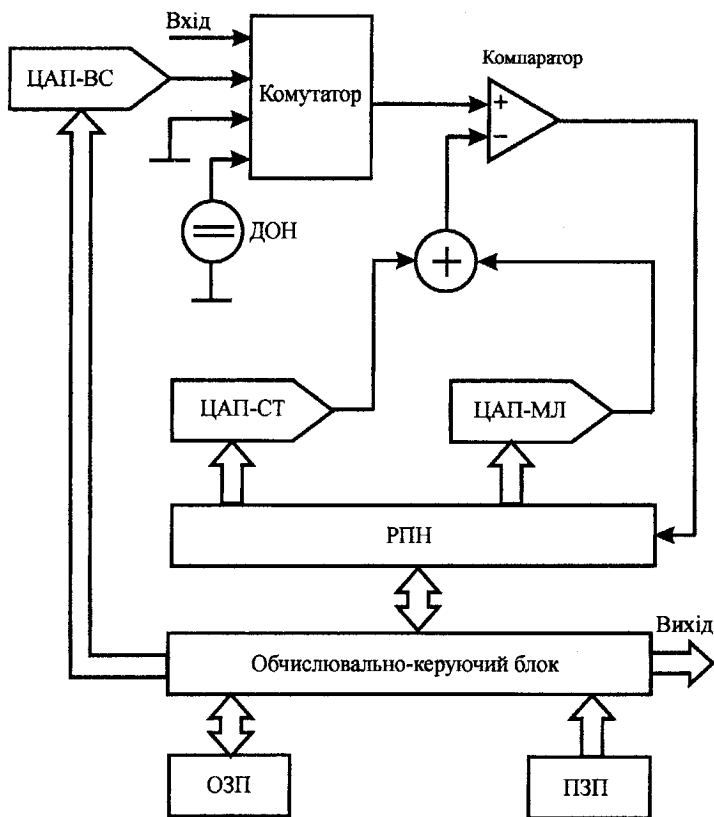 Вхід
ЦАП-ВС
Комутатор
Компаратор
+
−
ДОН
+
ЦАП-СТ
ЦАП-МЛ
РПН
Вихід
Обчислювально-керуючий блок
ОЗП
ПЗП